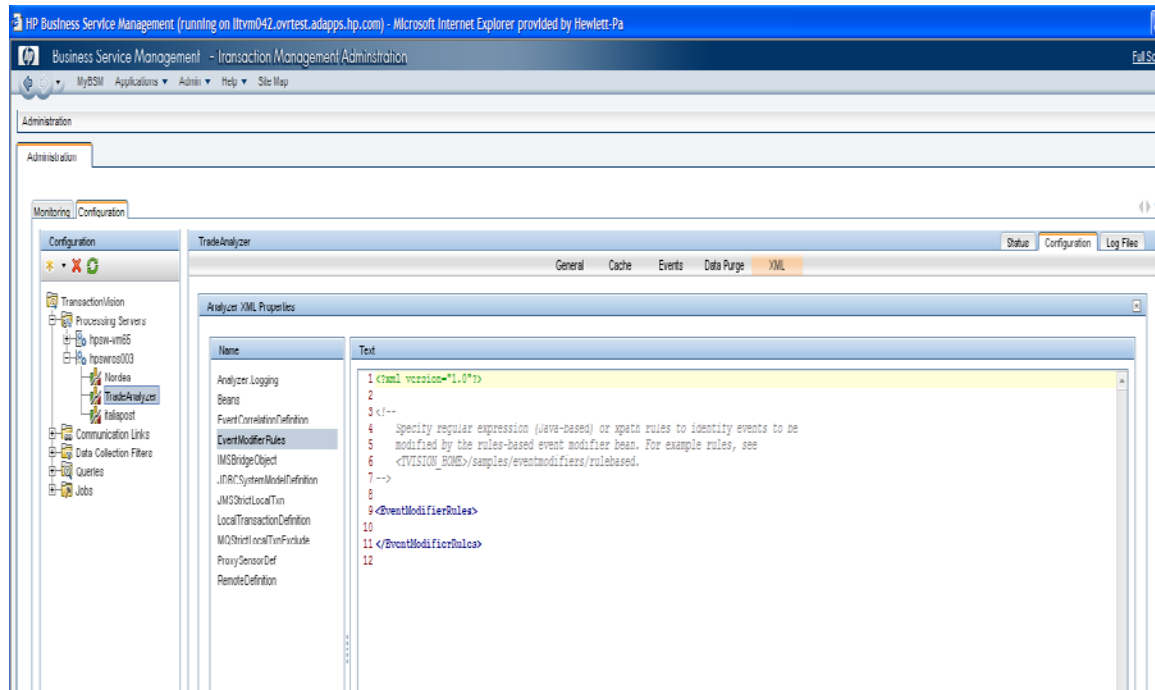 HP Business Service Management (running on litvm042.ovrtest.adapps.hp.com) - Microsoft Internet Explorer provided by Hewlett-Pa
Business Service Management - Transaction Management Adminstration
Full Sc
MyBSM Applications Admin Help Site Map
Administration
Administration
Monitoring Configuration
Configuration
TradeAnalyzer
Status Configuration Log Files
General Cache Events Data Purge XML
TransactionVision
Processing Servers
hpsw-vm65
hpswros003
Nordea
TradeAnalyzer
italiapost
Communication Links
Data Collection Filters
Queries
Jobs
Analyzer XML Properties
Name
Analyzer.Logging
Beans
EventCorrelationDefinition
EventModifierRules
IMSBridgeObject
JDBCSystemModelDefinition
JMSStrictLocalTxn
LocalTransactionDefinition
MQStrictLocalTxnExclude
ProxySensorDef
RemoteDefinition
Text
1 <?xml version="1.0"?>
2
3 <!--
4 Specify regular expression (Java-based) or xpath rules to identify events to be
5 modified by the rules-based event modifier bean. For example rules, see
6 <TVISION_HOME>/samples/eventmodifiers/rulebased.
7 -->
8
9 <EventModifierRules>
10
11 </EventModifierRules>
12